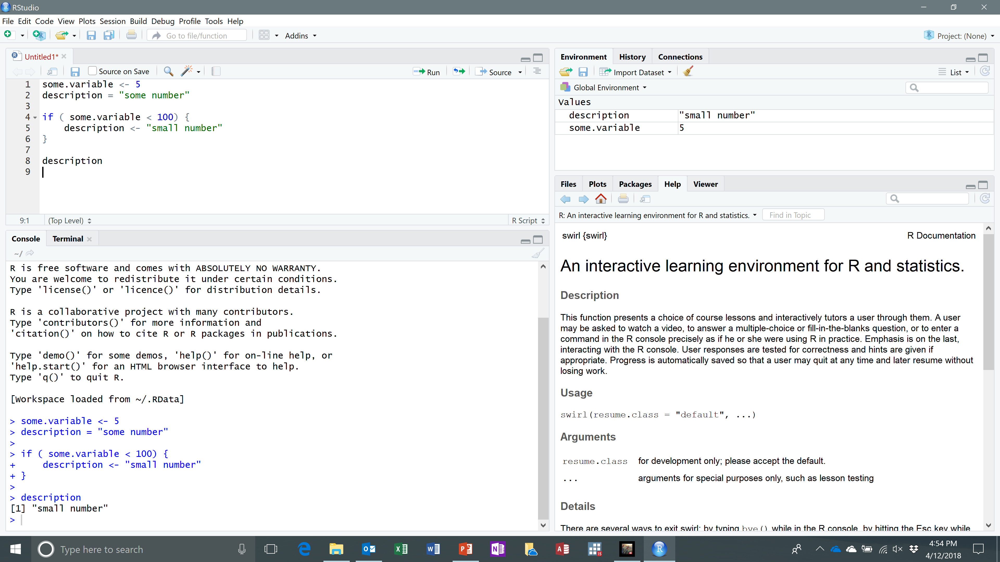 RStudio
File Edit Code View Plots Session Build Debug Profile Tools Help
Go to file/function
Addins
Project: (None)
Untitled1*
Source on Save
Run
Source
1 some.variable <- 5
2 description = "some number"
3
4 if ( some.variable < 100) {
5     description <- "small number"
6 }
7
8 description
9
9:1
(Top Level)
R Script
Console
Terminal
~/
R is free software and comes with ABSOLUTELY NO WARRANTY.
You are welcome to redistribute it under certain conditions.
Type 'license()' or 'licence()' for distribution details.
R is a collaborative project with many contributors.
Type 'contributors()' for more information and
'citation()' on how to cite R or R packages in publications.
Type 'demo()' for some demos, 'help()' for on-line help, or
'help.start()' for an HTML browser interface to help.
Type 'q()' to quit R.
[Workspace loaded from ~/.RData]
> some.variable <- 5
> description = "some number"
>
> if ( some.variable < 100) {
+     description <- "small number"
+ }
>
> description
[1] "small number"
>
Environment History Connections
Import Dataset
List
Global Environment
Values
description "small number"
some.variable 5
Files Plots Packages Help Viewer
R: An interactive learning environment for R and statistics.
Find in Topic
swirl {swirl}
R Documentation
An interactive learning environment for R and statistics.
Description
This function presents a choice of course lessons and interactively tutors a user through them. A user
may be asked to watch a video, to answer a multiple-choice or fill-in-the-blanks question, or to enter a
command in the R console precisely as if he or she were using R in practice. Emphasis is on the last,
interacting with the R console. User responses are tested for correctness and hints are given if
appropriate. Progress is automatically saved so that a user may quit at any time and later resume without
losing work.
Usage
swirl(resume.class = "default", ...)
Arguments
resume.class for development only; please accept the default.
... arguments for special purposes only, such as lesson testing
Details
There are several ways to exit swirl: by typing bye() while in the R console, by hitting the Esc key while
Type here to search
15
4:54 PM
4/12/2018